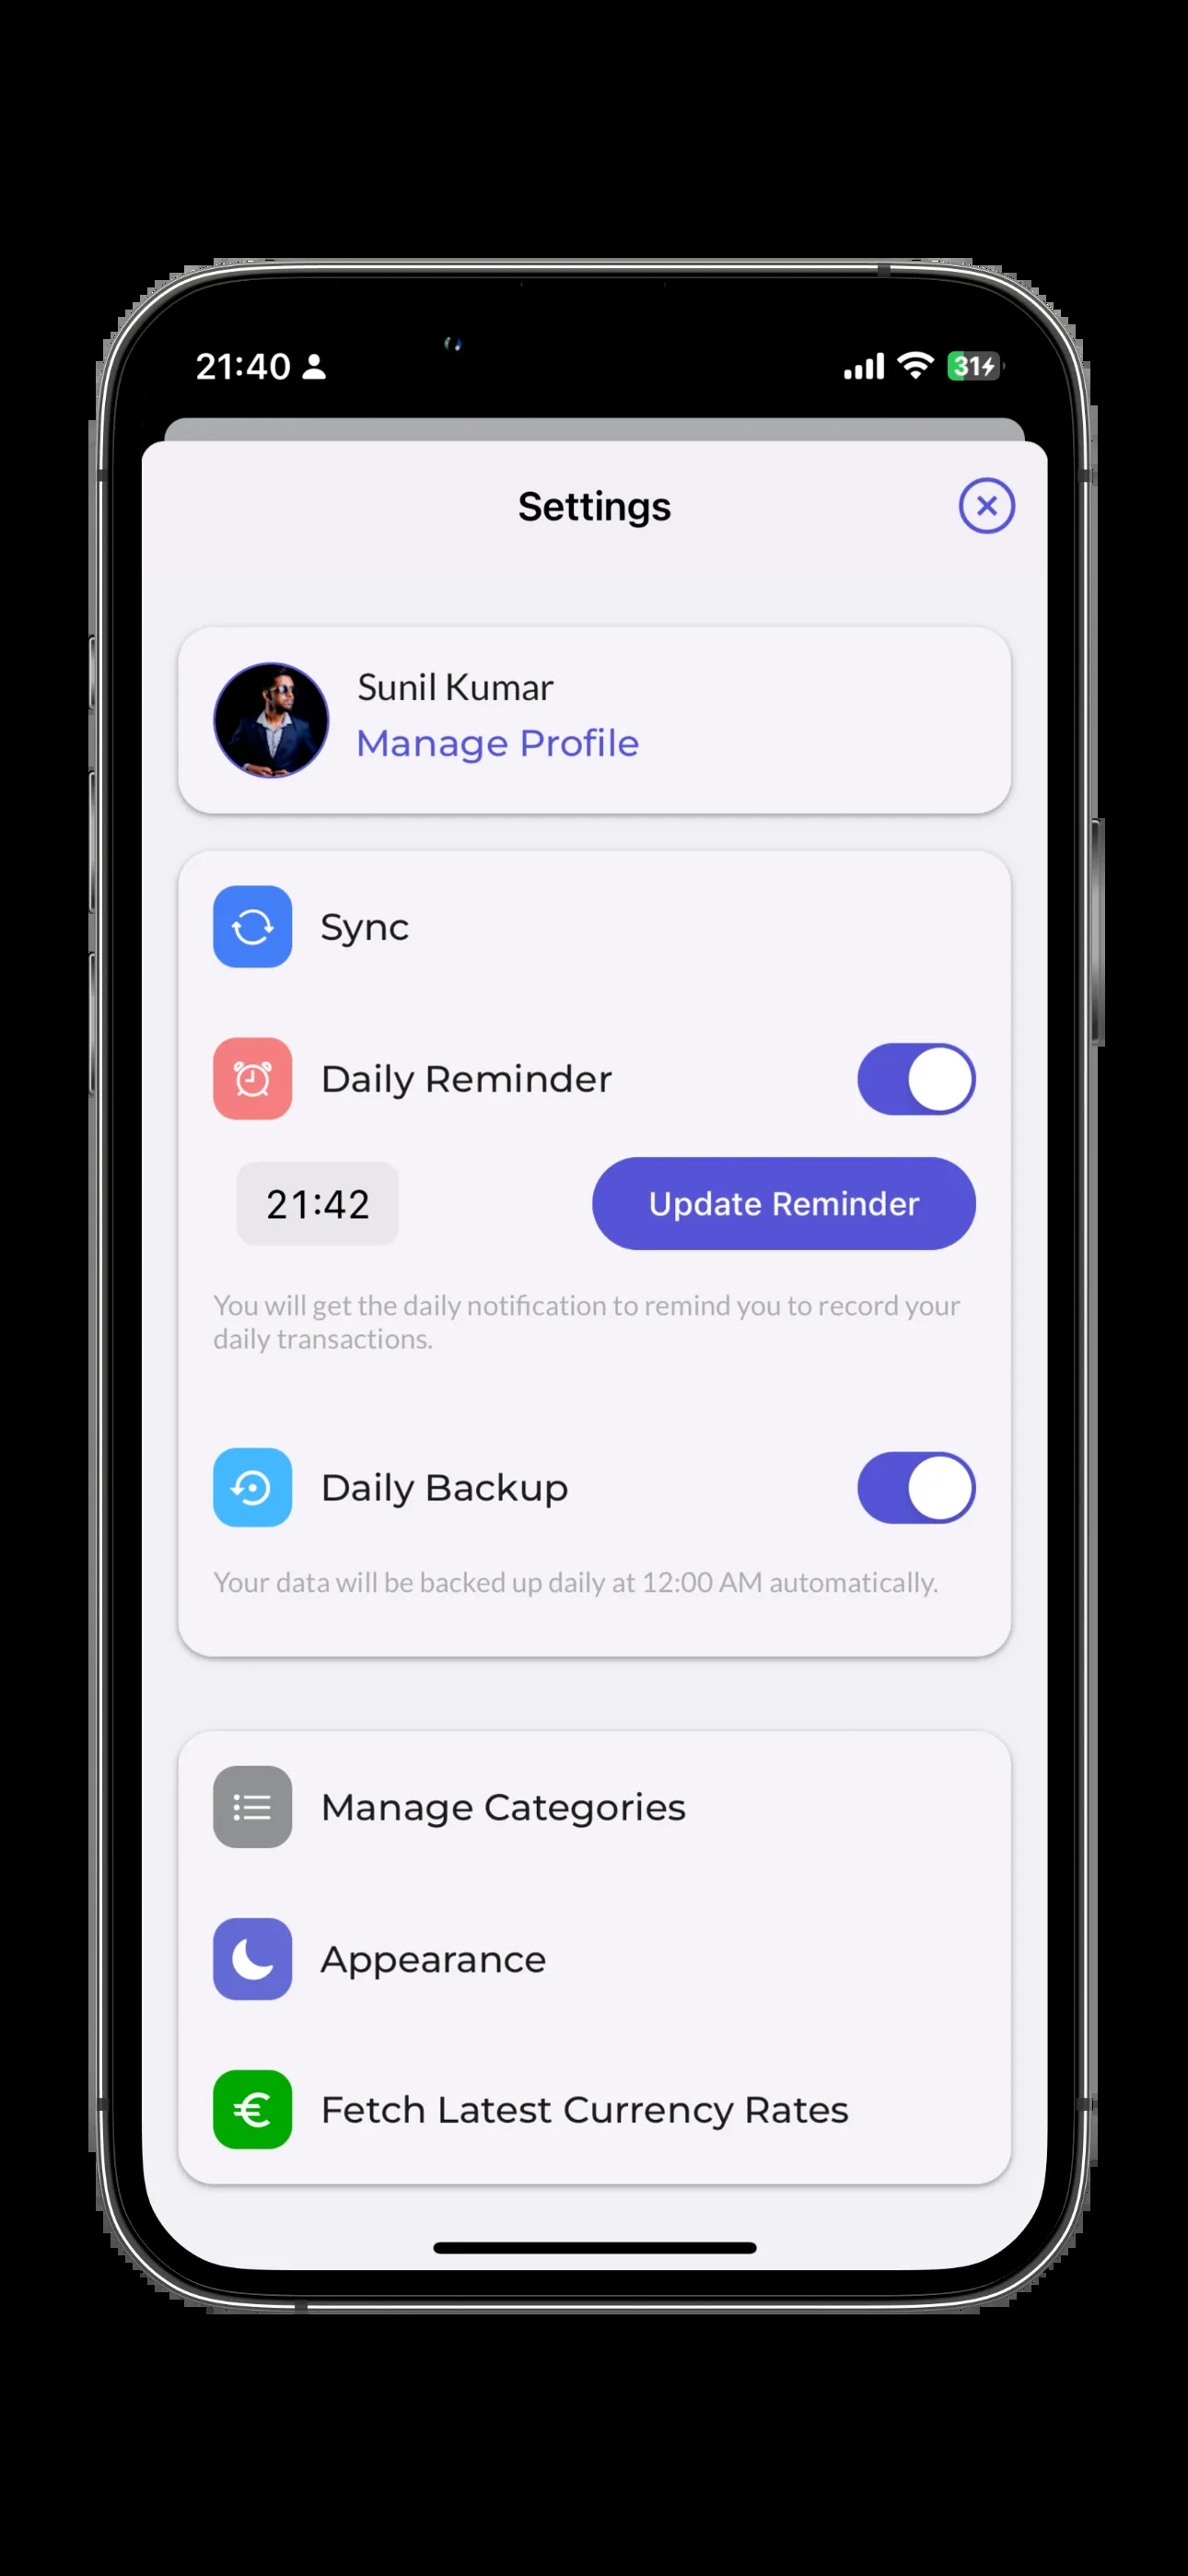 21:40
31
Settings
Sunil Kumar
Manage Profile
Sync
Daily Reminder
21:42
Update Reminder
You will get the daily notification to remind you to record your
daily transactions.
Daily Backup
Your data will be backed up daily at 12:00 AM automatically.
Manage Categories
Appearance
€
Fetch Latest Currency Rates